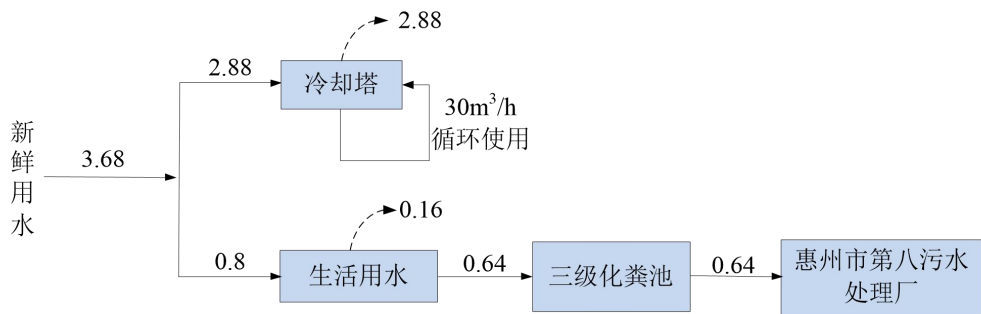 2.88
2.88
冷却塔
30m³/h
循环使用
新鲜用水
3.68
0.16
0.8
生活用水
0.64
三级化粪池
0.64
惠州市第八污水
处理厂